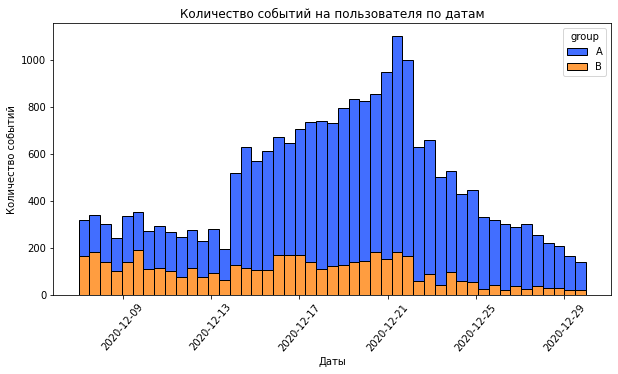 Количество событий на пользователя по датам
group
A
B
Количество событий
1000
800
600
400
200
0
2020-12-09
2020-12-13
2020-12-17
2020-12-21
2020-12-25
2020-12-29
Даты